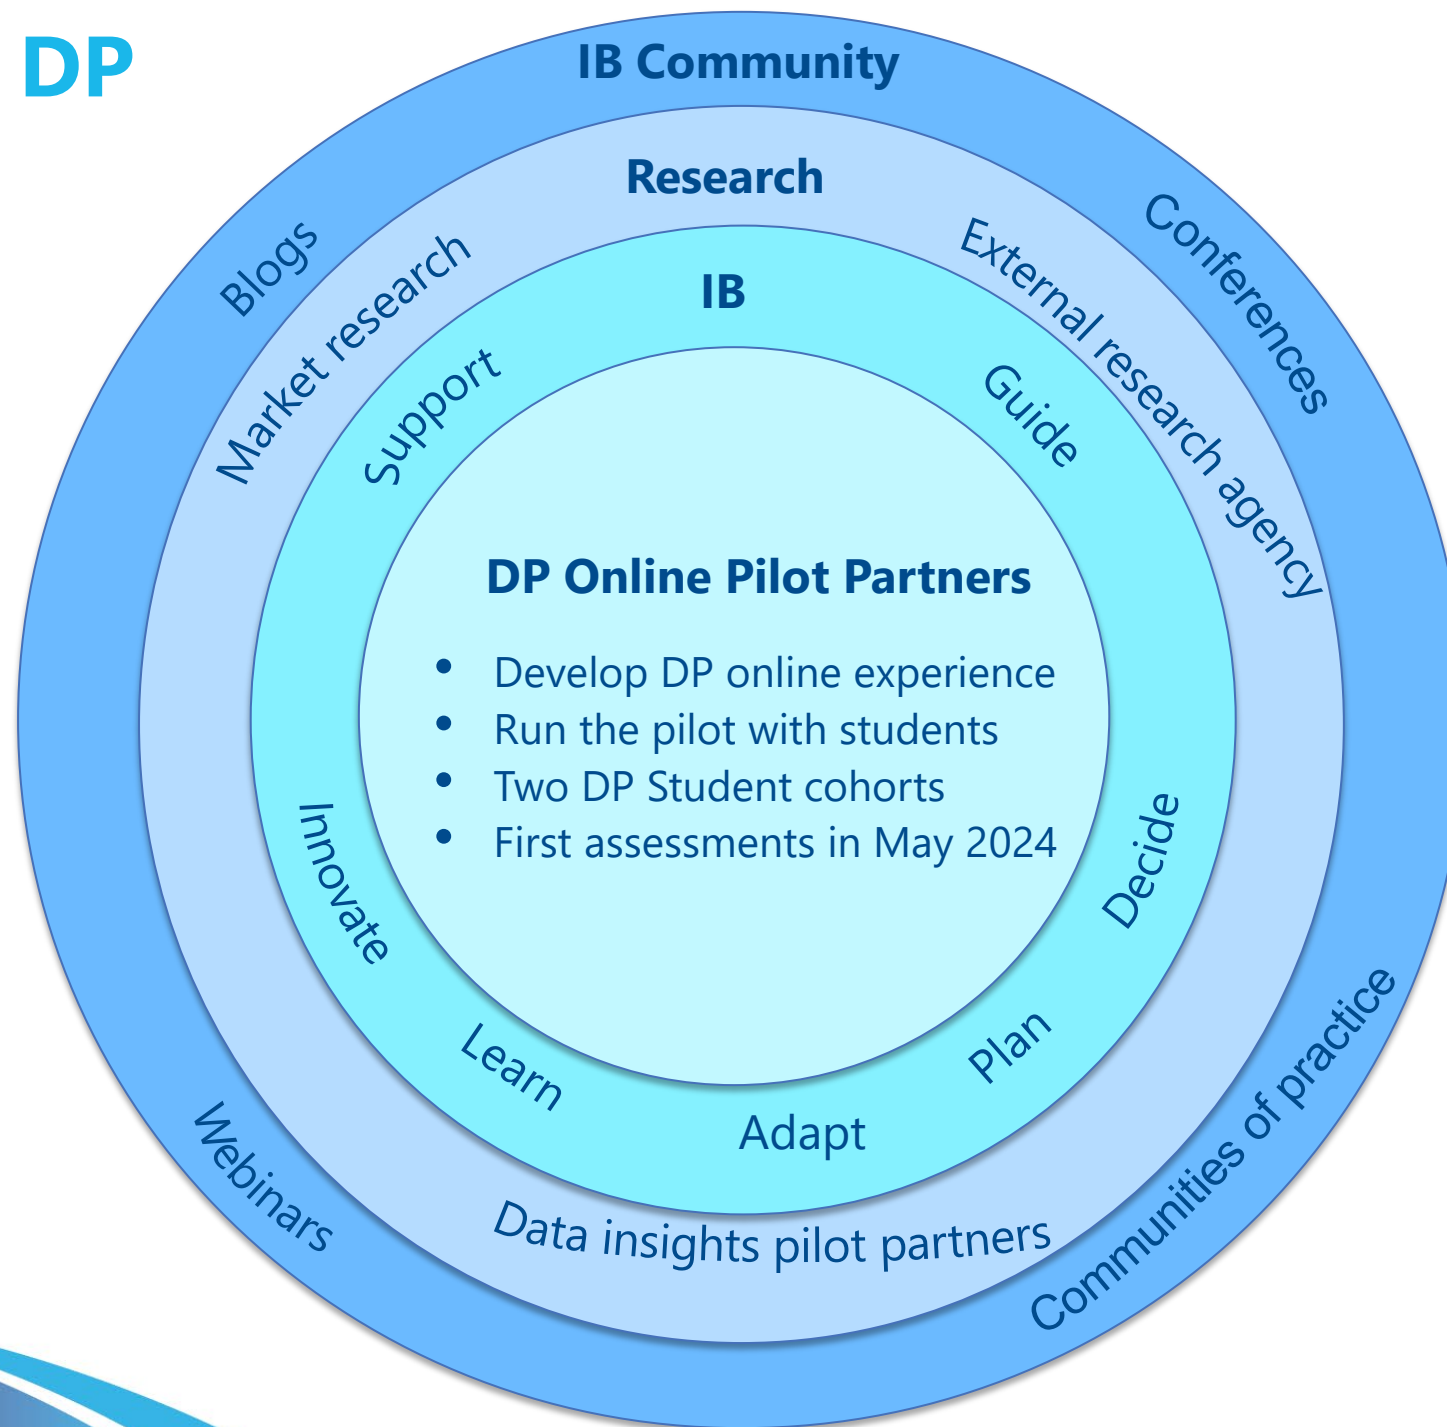 DP
IB Community
Blogs
Conferences
Webinars
Communities of practice
Research
Market research
External research agency
Data insights pilot partners
IB
Support
Guide
Innovate
Decide
Learn
Plan
Adapt
DP Online Pilot Partners
• Develop DP online experience
• Run the pilot with students
• Two DP Student cohorts
• First assessments in May 2024